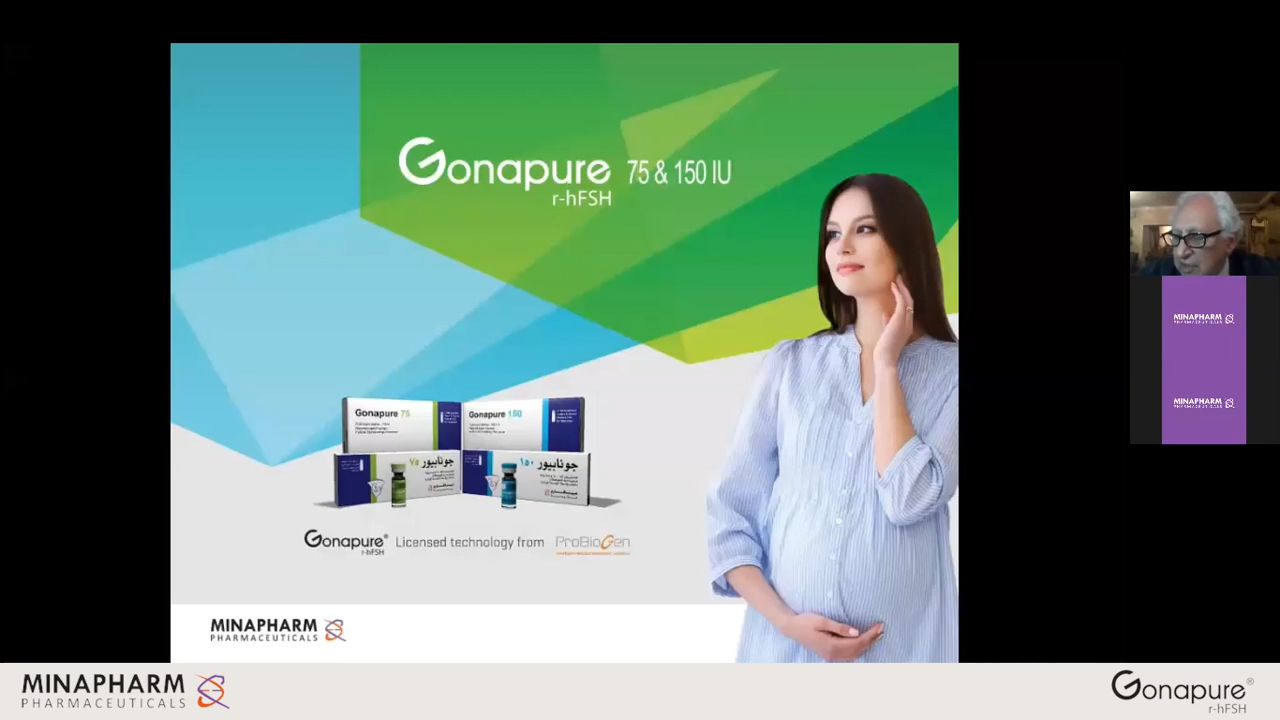 Gonapure 75 & 150 IU
r-hFSH
Gonapure 75
Gonapure 150
جونابيور ٧٥
جونابيور ١٥٠
Gonapure® Licensed technology from ProBioGen
r-hFSH
MINAPHARM
PHARMACEUTICALS
MINAPHARM
PHARMACEUTICALS
MINAPHARM
PHARMACEUTICALS
MINAPHARM
PHARMACEUTICALS
Gonapure®
r-hFSH